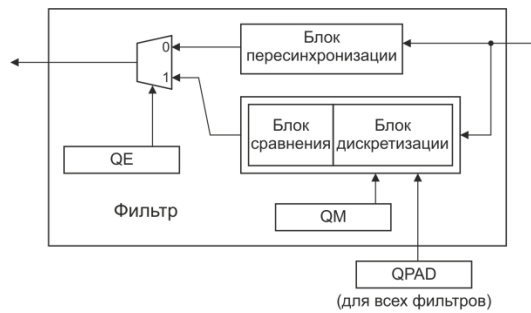 Блок
пересинхронизации
0
1
Блок
сравнения
Блок
дискретизации
QE
Фильтр
QM
QPAD
(для всех фильтров)